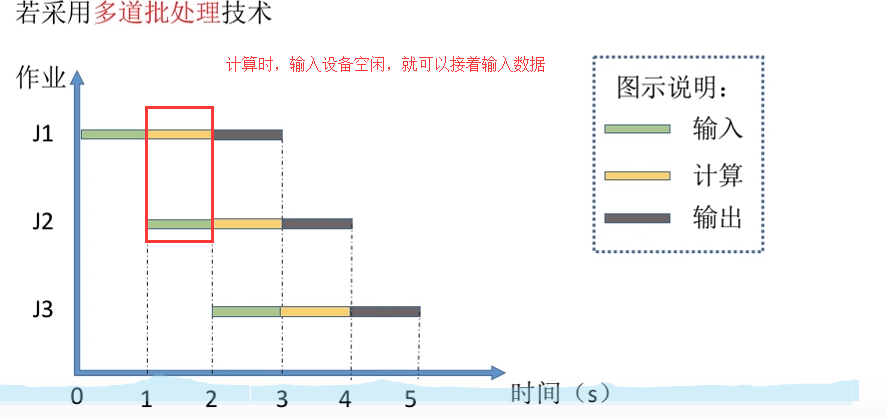 若采用多道批处理技术
计算时，输入设备空闲，就可以接着输入数据
作业
图示说明：
输入
计算
输出
J1
J2
J3
0 1 2 3 4 5 时间（s）